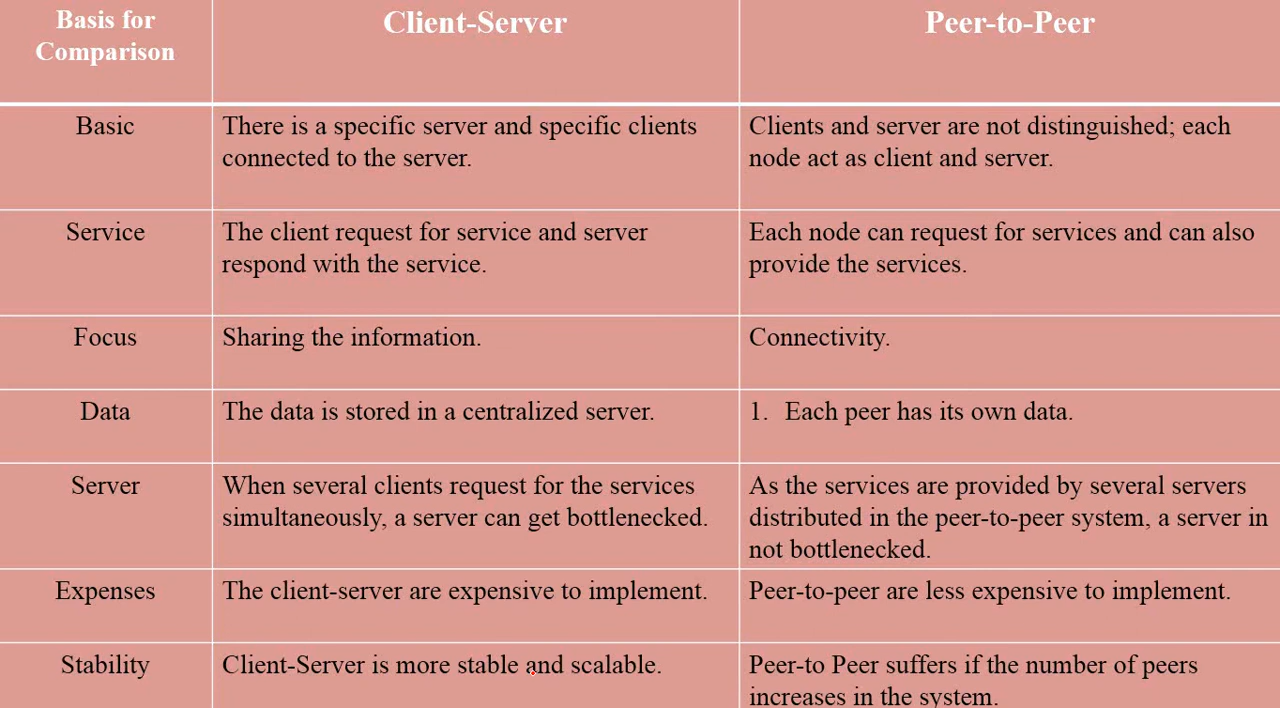 Basis for
Comparison
Client-Server
Peer-to-Peer
Basic
There is a specific server and specific clients
connected to the server.
Clients and server are not distinguished; each
node act as client and server.
Service
The client request for service and server
respond with the service.
Each node can request for services and can also
provide the services.
Focus
Sharing the information.
Connectivity.
Data
The data is stored in a centralized server.
1. Each peer has its own data.
Server
When several clients request for the services
simultaneously, a server can get bottlenecked.
As the services are provided by several servers
distributed in the peer-to-peer system, a server in
not bottlenecked.
Expenses
The client-server are expensive to implement.
Peer-to-peer are less expensive to implement.
Stability
Client-Server is more stable and scalable.
Peer-to Peer suffers if the number of peers
increases in the system.